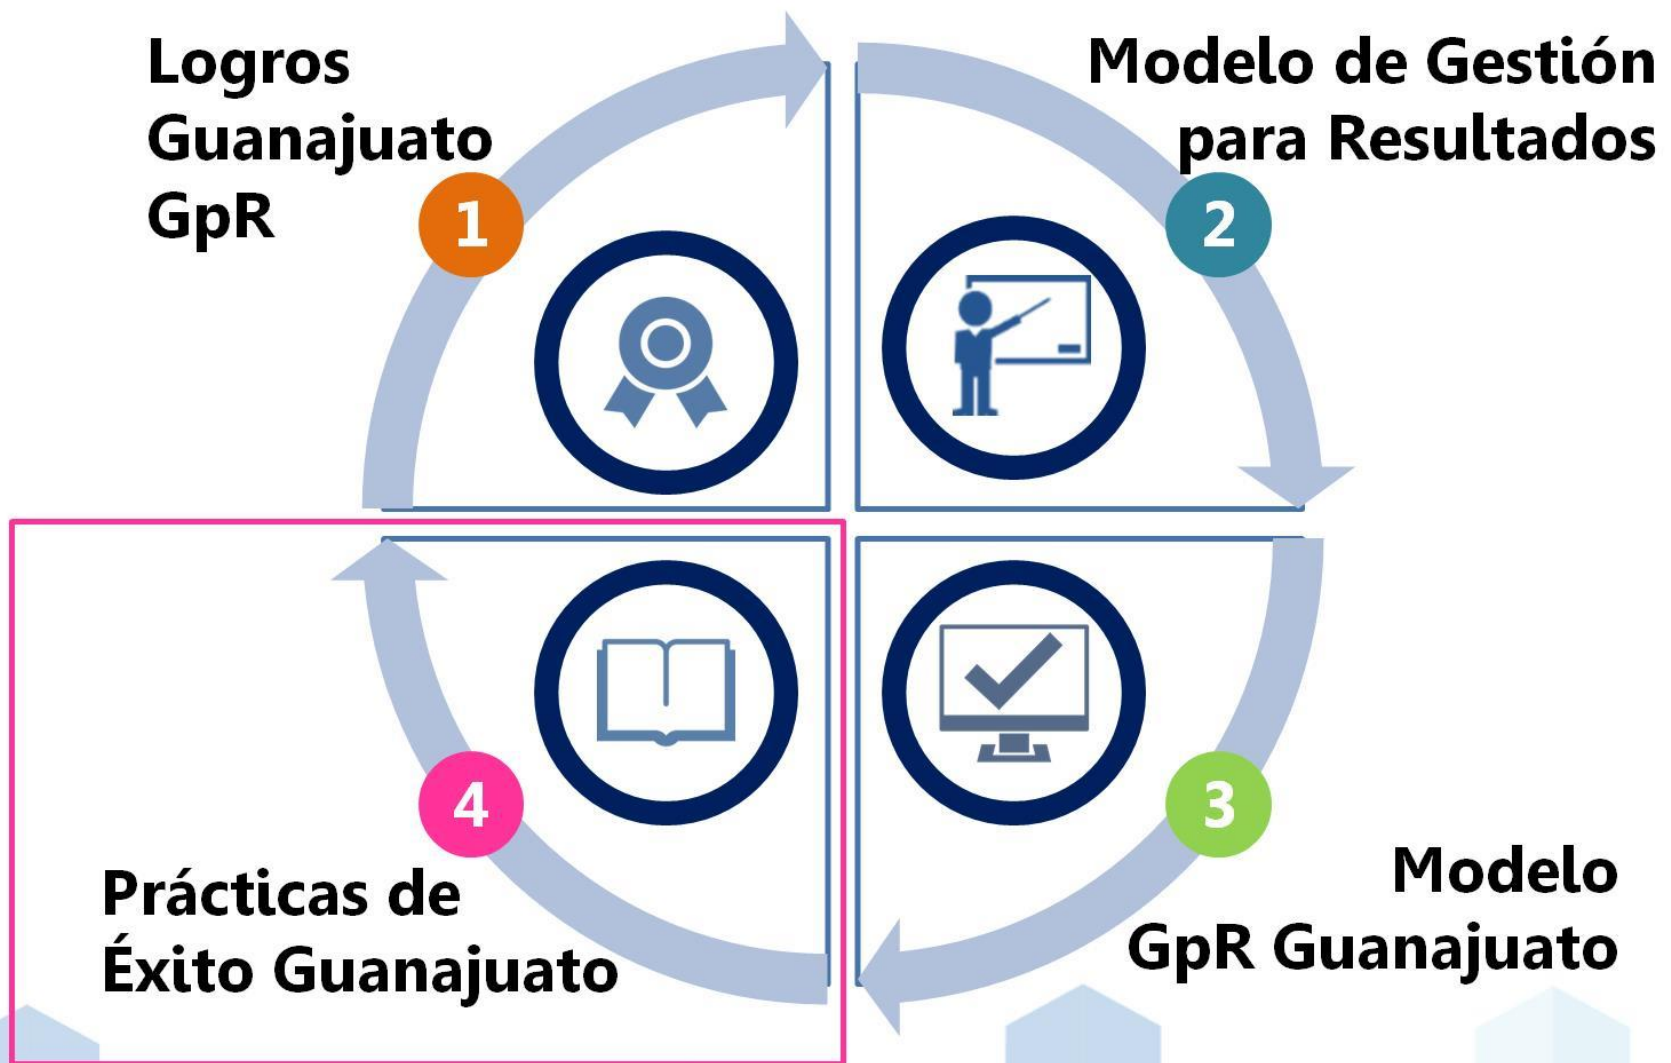 Logros
Guanajuato
GpR
1
Modelo de Gestión
para Resultados
2
3
Modelo
GpR Guanajuato
4
Prácticas de
Éxito Guanajuato